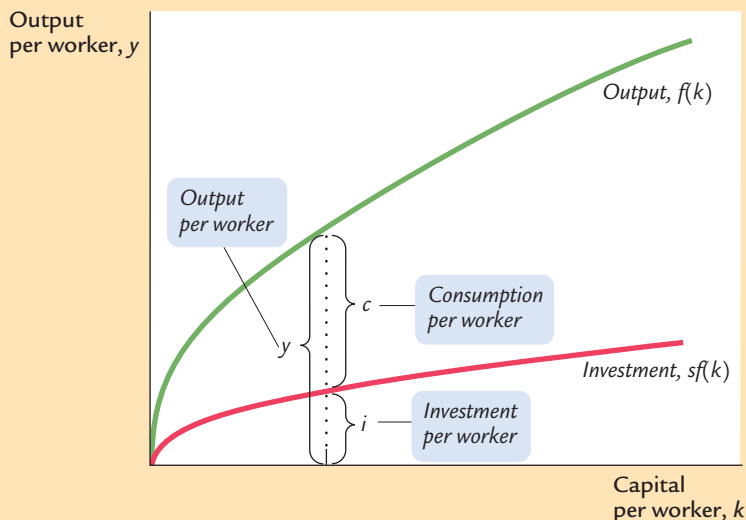 Output
per worker, y
Output, f(k)
Output
per worker
c
Consumption
per worker
y
Investment, sf(k)
i
Investment
per worker
Capital
per worker, k